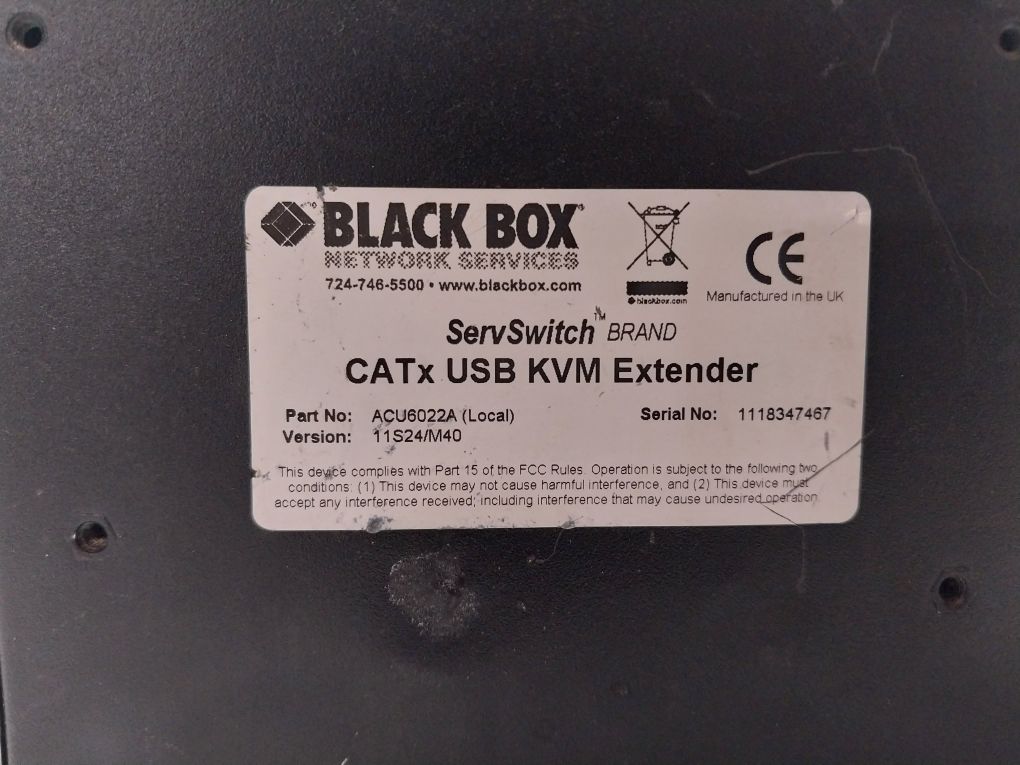 BLACK BOX®
NETWORK SERVICES
724-746-5500 • www.blackbox.com
blackbox.com
CE
Manufactured in the UK
ServSwitch™ BRAND
CATx USB KVM Extender
Part No: ACU6022A (Local) Serial No: 1118347467
Version: 11S24/M40
This device complies with Part 15 of the FCC Rules. Operation is subject to the following two
conditions: (1) This device may not cause harmful interference, and (2) This device must
accept any interference received; including interference that may cause undesired operation.